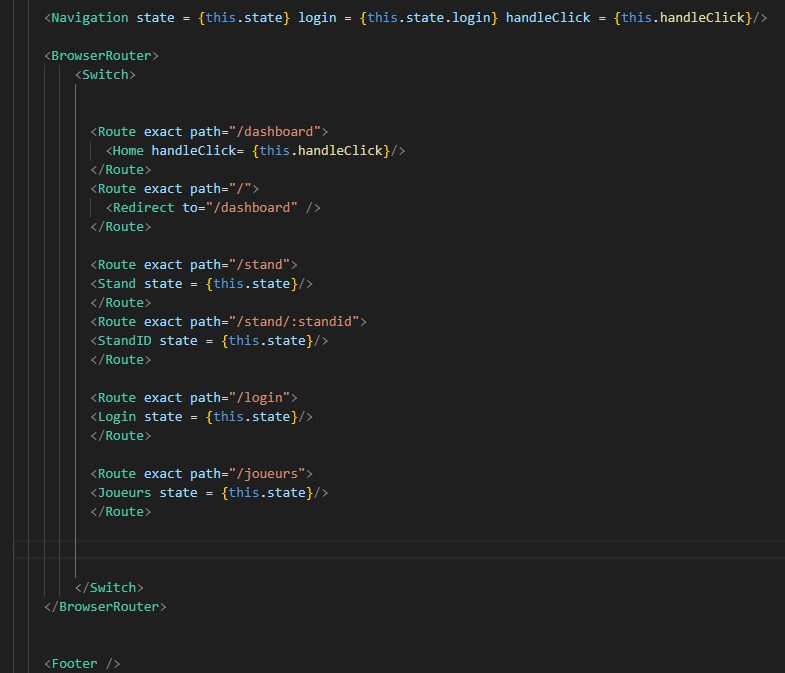 <Navigation state = {this.state} login = {this.state.login} handleClick = {this.handleClick}/>
<BrowserRouter>
<Switch>
<Route exact path="/dashboard">
<Home handleClick= {this.handleClick}/>
</Route>
<Route exact path="/">
<Redirect to="/dashboard" />
</Route>
<Route exact path="/stand">
<Stand state = {this.state}/>
</Route>
<Route exact path="/stand/:standid">
<StandID state = {this.state}/>
</Route>
<Route exact path="/login">
<Login state = {this.state}/>
</Route>
<Route exact path="/joueurs">
<Joueurs state = {this.state}/>
</Route>
</Switch>
</BrowserRouter>
<Footer />